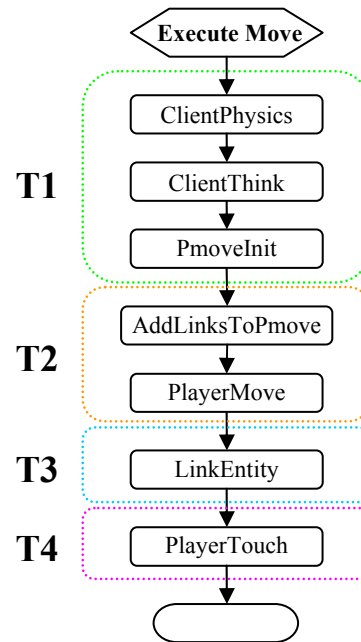 Execute Move
ClientPhysics
T1
ClientThink
PmoveInit
AddLinksToPmove
T2
PlayerMove
T3
LinkEntity
T4
PlayerTouch